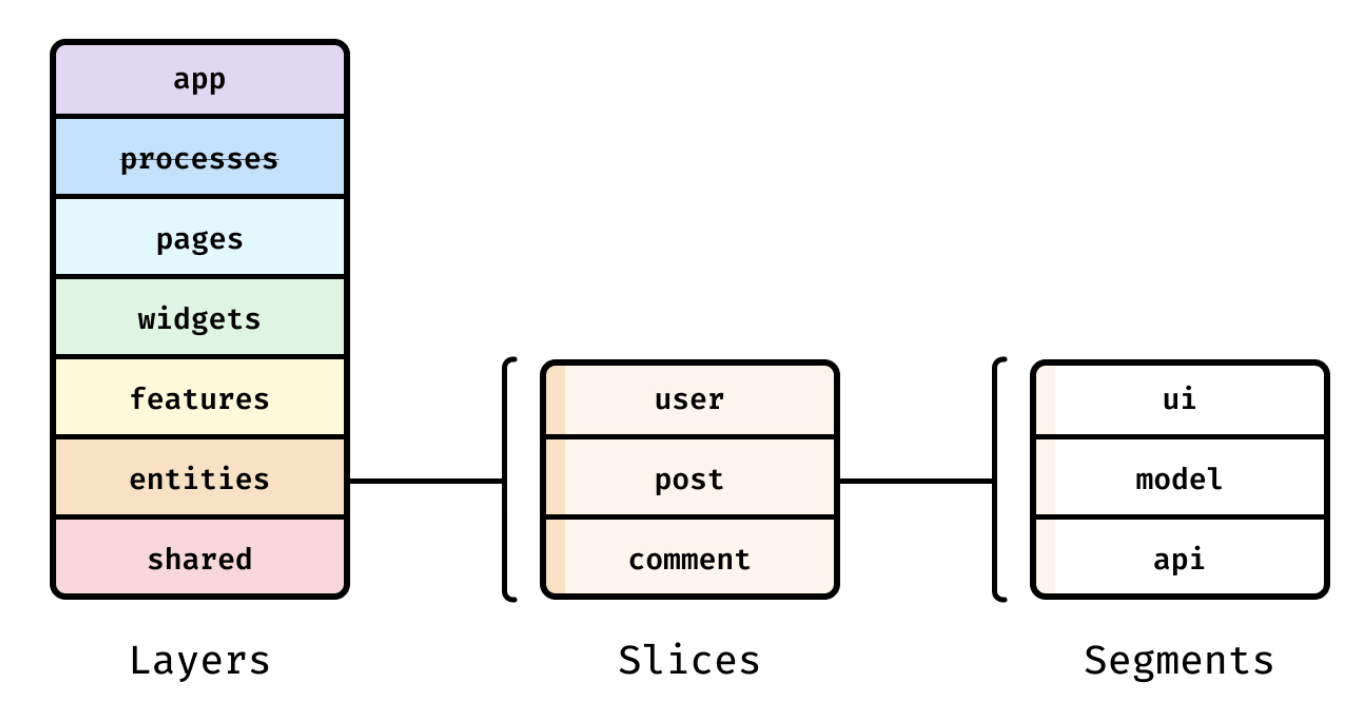 app
processes
pages
widgets
features
entities
shared
Layers
user
post
comment
Slices
ui
model
api
Segments